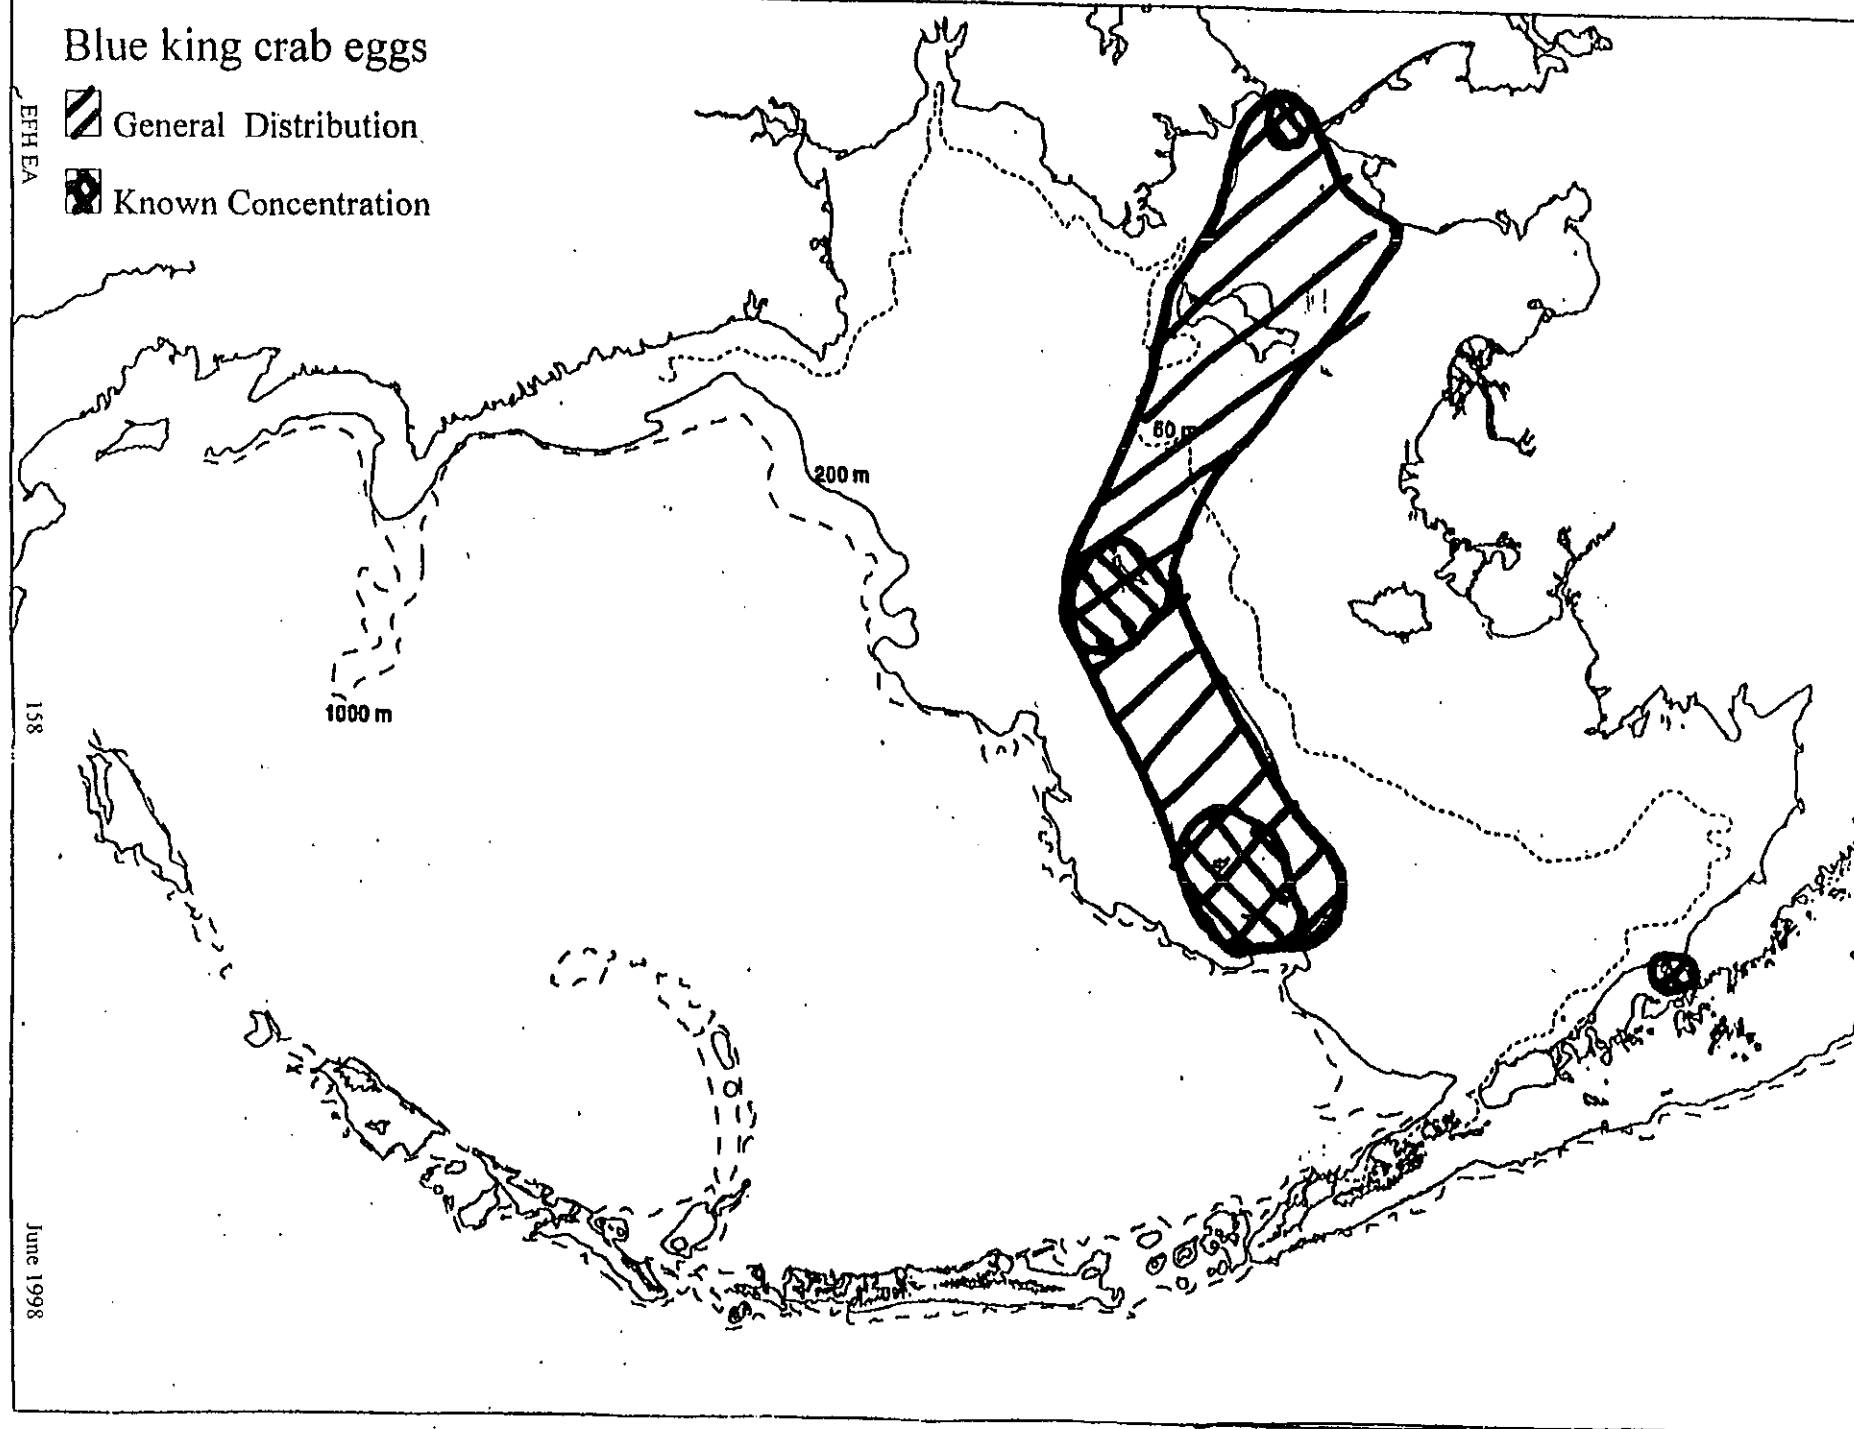 Blue king crab eggs
General Distribution
Known Concentration
EFH EA
158
June 1998
200 m
60 m
1000 m